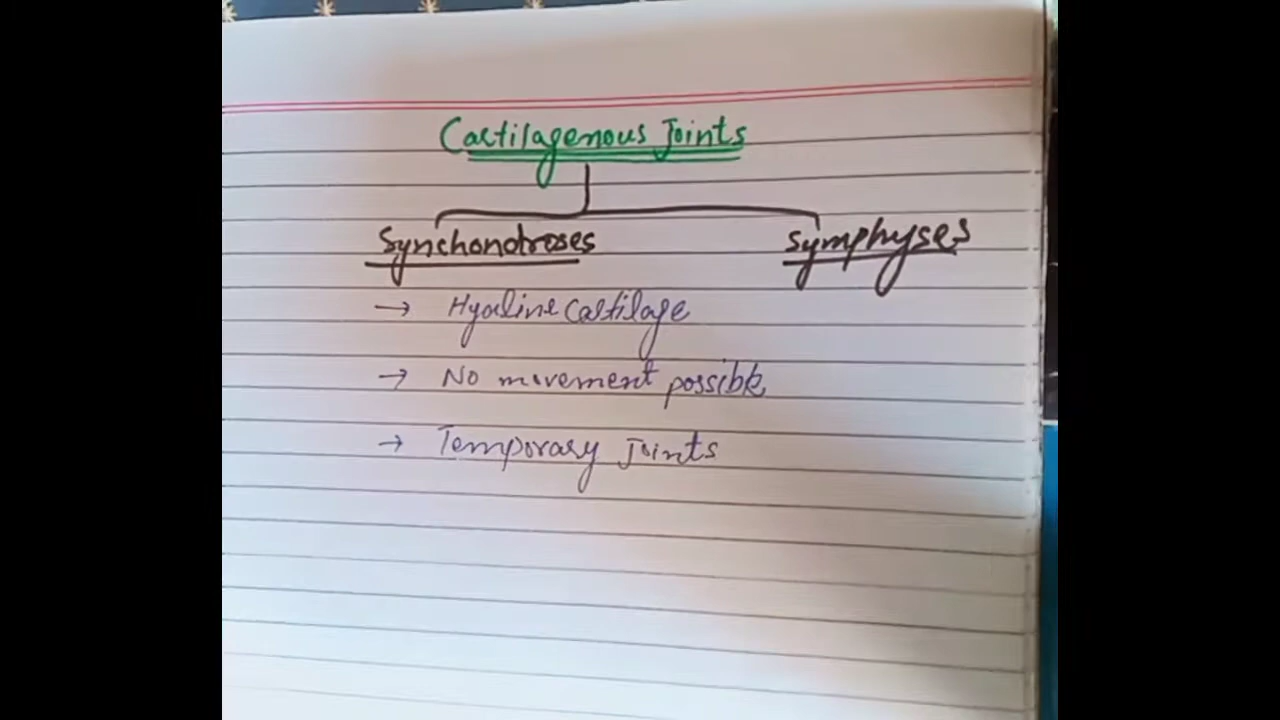 Cartilagenous Joints
Synchondroses
Symphyses
→ Hyaline cartilage
→ No movement possible
→ Temporary Joints